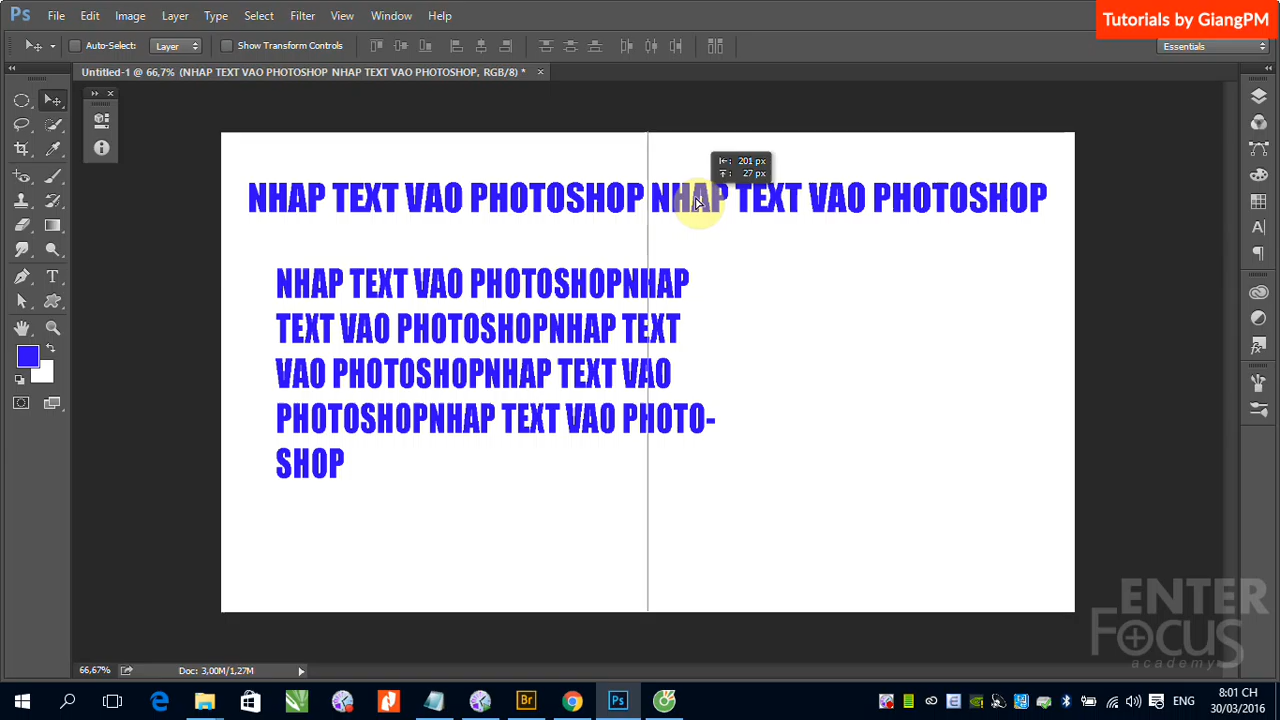 Ps File Edit Image Layer Type Select Filter View Window Help
Tutorials by GiangPM
Auto-Select: Layer Show Transform Controls
Essentials
Untitled-1 @ 66,7% (NHAP TEXT VAO PHOTOSHOP NHAP TEXT VAO PHOTOSHOP, RGB/8) *
201 px
27 px
NHAP TEXT VAO PHOTOSHOP NHAP TEXT VAO PHOTOSHOP
NHAP TEXT VAO PHOTOSHOPNHAP
TEXT VAO PHOTOSHOPNHAP TEXT
VAO PHOTOSHOPNHAP TEXT VAO
PHOTOSHOPNHAP TEXT VAO PHOTO-
SHOP
ENTER
FOCUS
academy
66,67% Doc: 3,00M/1,27M
Br Ps ENG
8:01 CH
30/03/2016